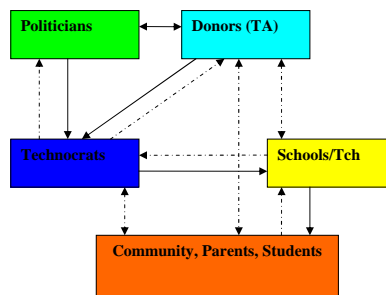 Politicians
Donors (TA)
Technocrats
Schools/Tch
Community, Parents, Students